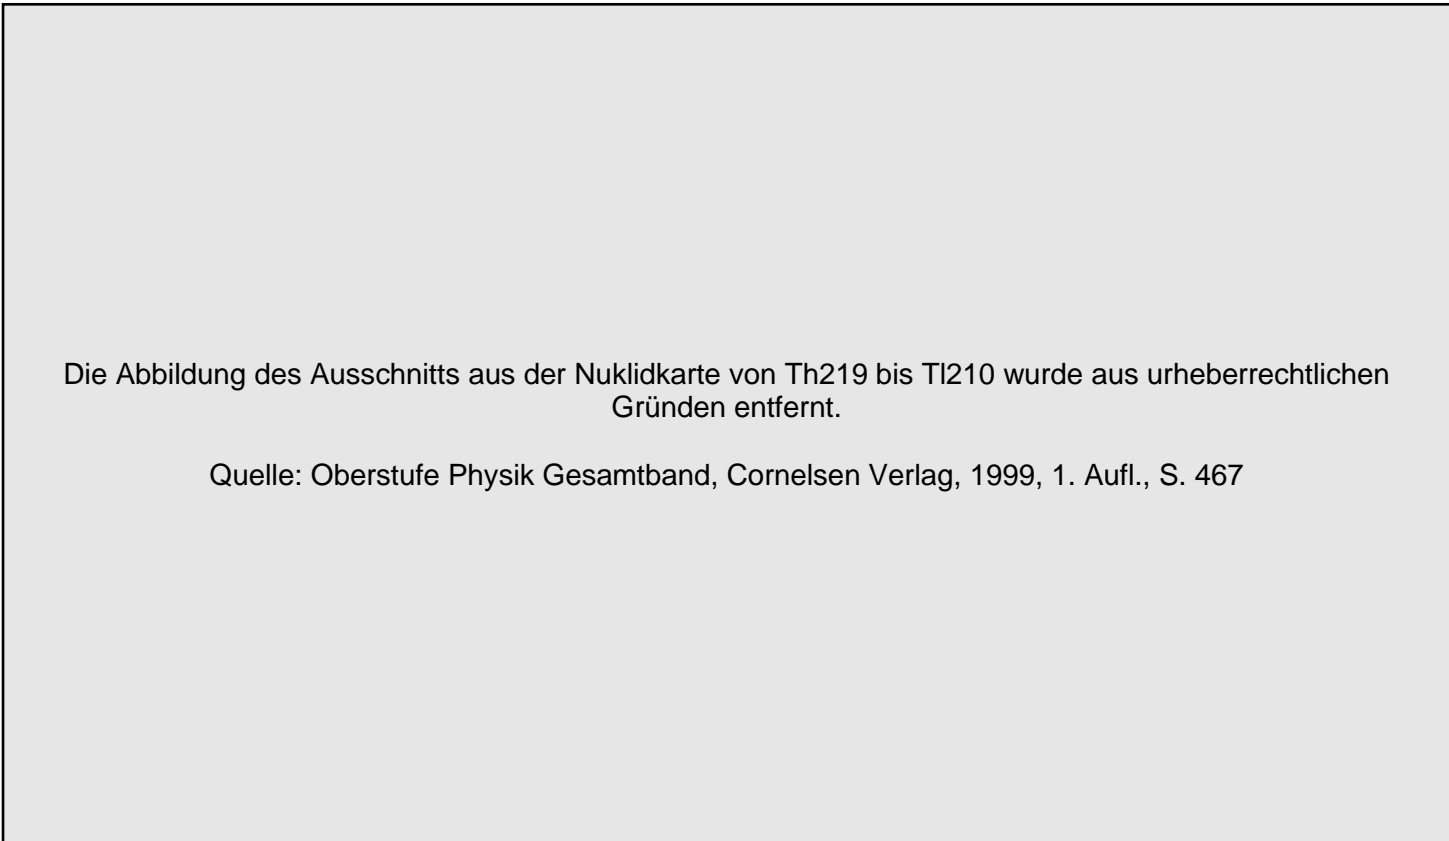 Die Abbildung des Ausschnitts aus der Nuklidkarte von Th219 bis Tl210 wurde aus urheberrechtlichen
Gründen entfernt.
Quelle: Oberstufe Physik Gesamtband, Cornelsen Verlag, 1999, 1. Aufl., S. 467